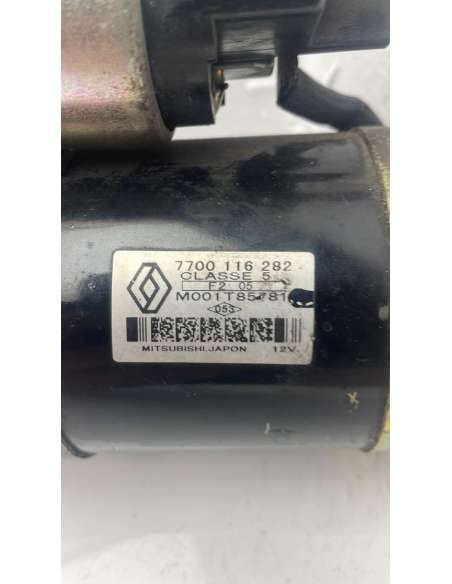 7700 116 282
CLASSE 5
F2 05
M001T85781
053
MITSUBISHI.JAPON 12V